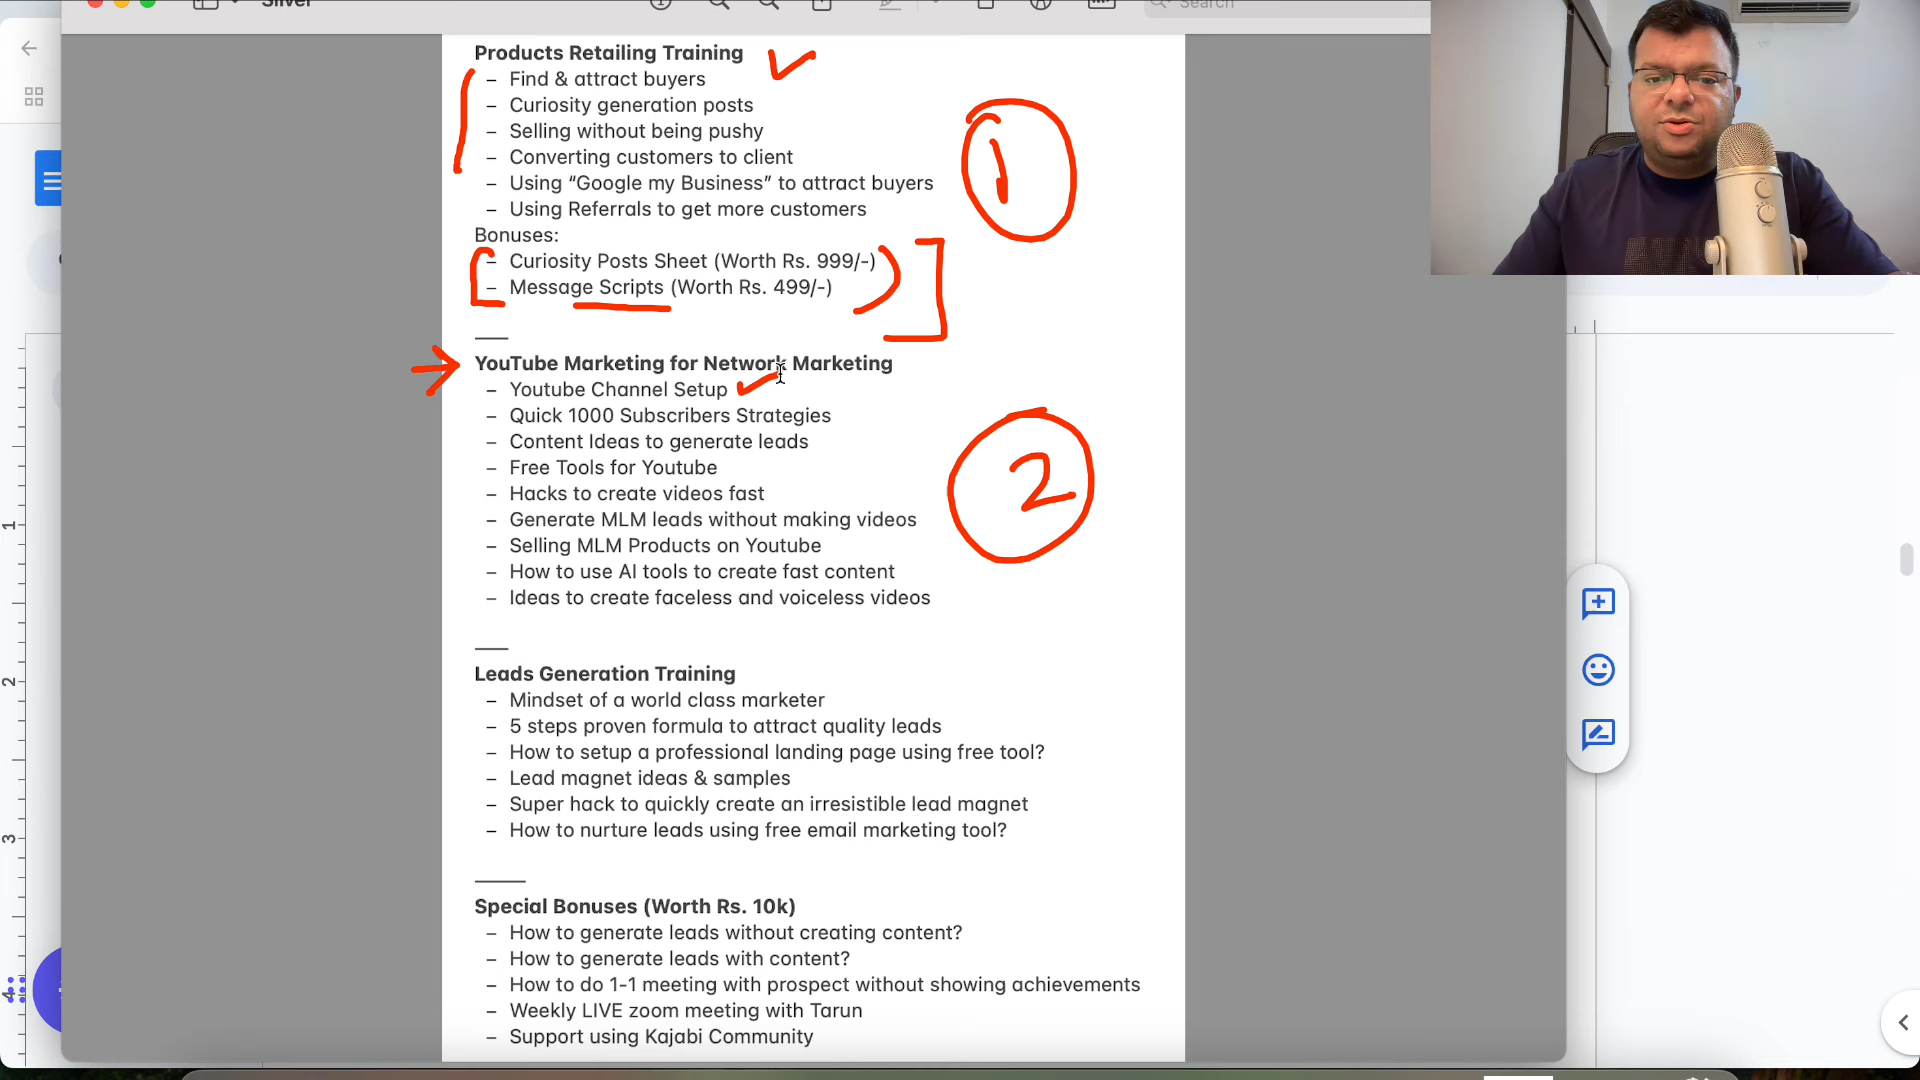 Silver
Search
Products Retailing Training
– Find & attract buyers
– Curiosity generation posts
– Selling without being pushy
– Converting customers to client
– Using “Google my Business” to attract buyers
– Using Referrals to get more customers
Bonuses:
– Curiosity Posts Sheet (Worth Rs. 999/-)
– Message Scripts (Worth Rs. 499/-)
1
YouTube Marketing for Network Marketing
– Youtube Channel Setup
– Quick 1000 Subscribers Strategies
– Content Ideas to generate leads
– Free Tools for Youtube
– Hacks to create videos fast
– Generate MLM leads without making videos
– Selling MLM Products on Youtube
– How to use AI tools to create fast content
– Ideas to create faceless and voiceless videos
2
Leads Generation Training
– Mindset of a world class marketer
– 5 steps proven formula to attract quality leads
– How to setup a professional landing page using free tool?
– Lead magnet ideas & samples
– Super hack to quickly create an irresistible lead magnet
– How to nurture leads using free email marketing tool?
Special Bonuses (Worth Rs. 10k)
– How to generate leads without creating content?
– How to generate leads with content?
– How to do 1-1 meeting with prospect without showing achievements
– Weekly LIVE zoom meeting with Tarun
– Support using Kajabi Community
1
2
3
4